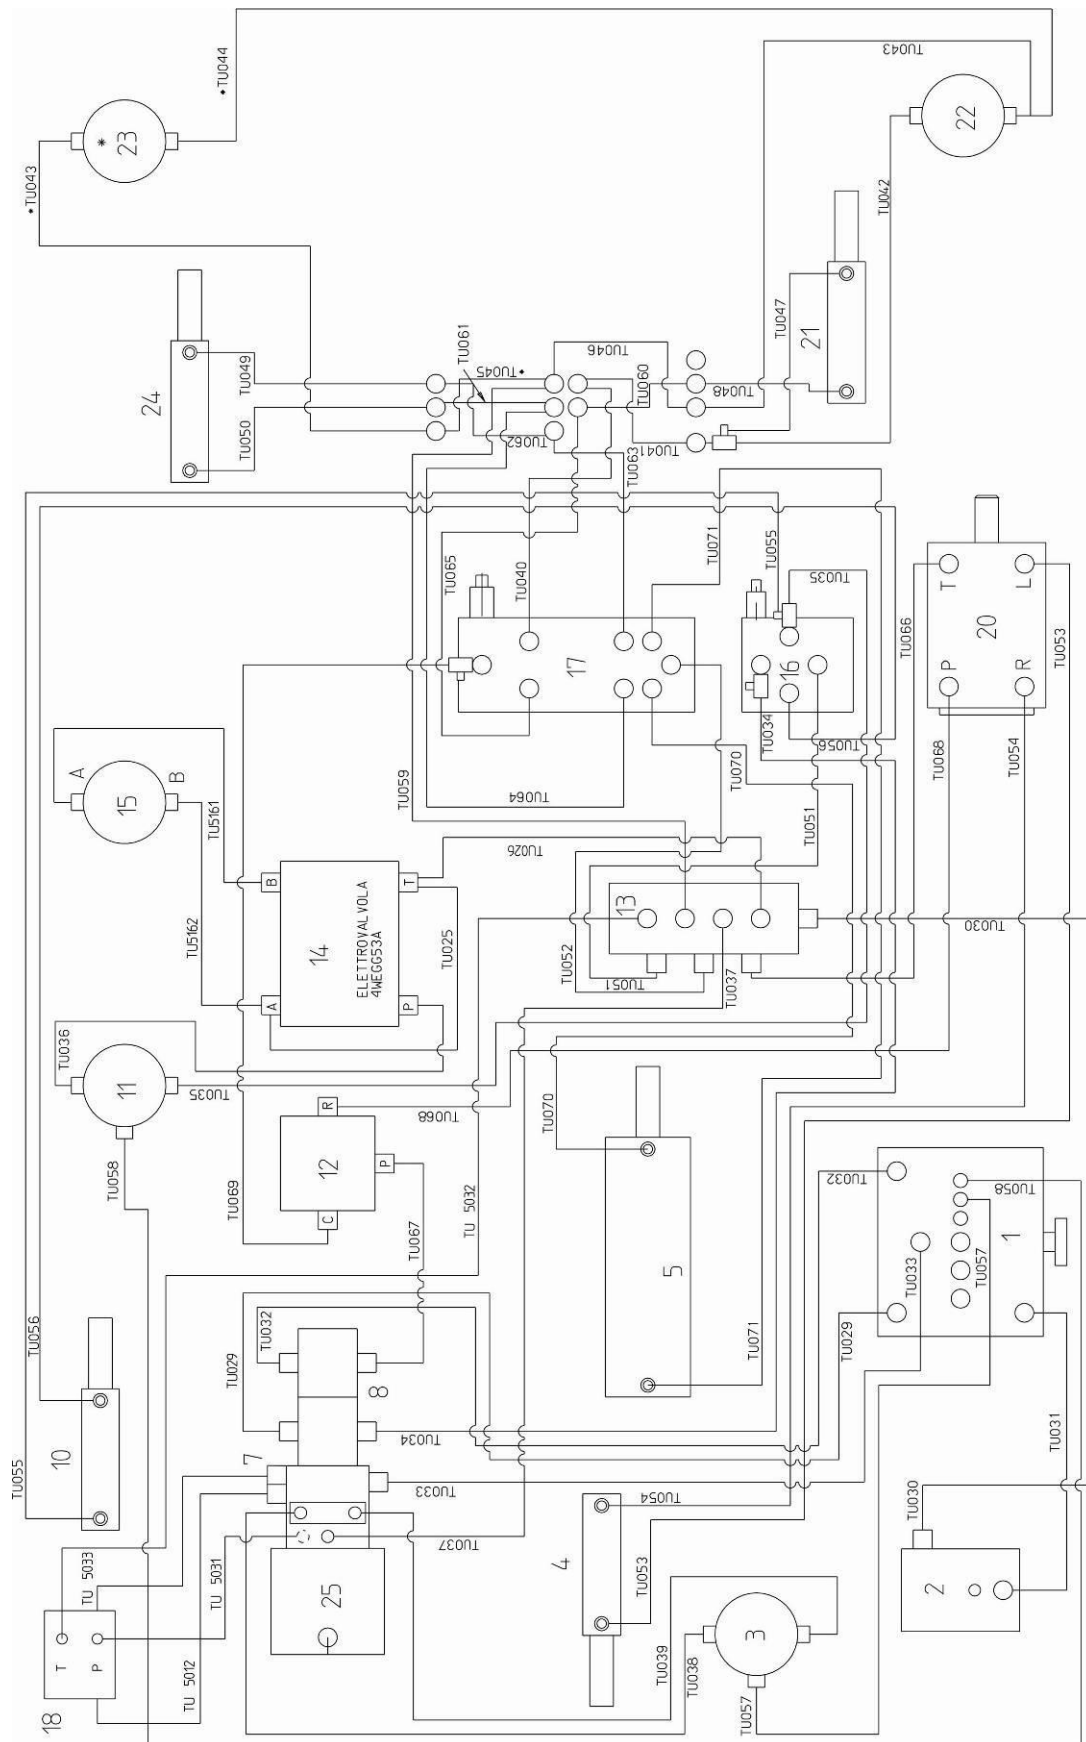 •TU044
TU043
23
*
22
•TU043
TU042
24
TU049
TU050
TU061
TU045•
TU046
TU060
TU048
TU047
21
TU062
TU041
TU063
TU065
TU040
TU071
TU055
TU035
17
16
T
L
20
P
R
TU066
TU053
TU034
TU056
TU068
TU054
A
15
B
TU5161
TU059
TU064
TU070
TU051
TU026
TU5162
B
T
14
ELETTROVALVOLA
4WEGG53A
A
P
TU025
13
TU052
TU051
TU037
TU030
TU036
11
TU035
TU058
R
12
P
C
TU068
TU070
TU069
TU067
TU 5032
TU032
TU058
TU033
1
TU057
5
TU056
TU032
TU029
TU071
TU029
8
10
7
TU034
TU031
TU055
TU033
TU054
TU030
TU 5033
TU 5031
TU037
4
TU053
2
T
P
25
3
TU 5012
TU039
TU038
18
TU057